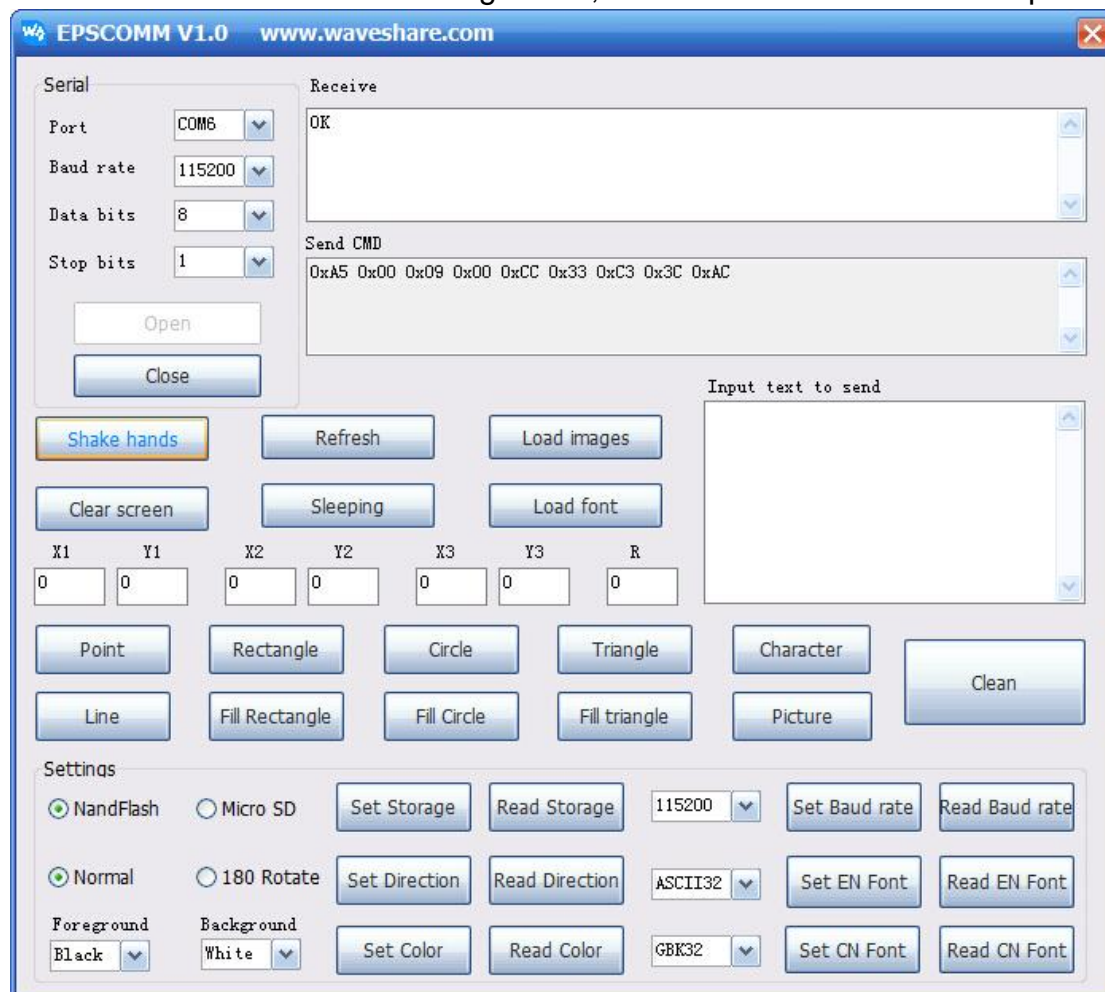 EPSCOMM V1.0 www.waveshare.com
Serial
Port COM6
Baud rate 115200
Data bits 8
Stop bits 1
Open
Close
Receive
OK
Send CMD
0xA5 0x00 0x09 0x00 0xCC 0x33 0xC3 0x3C 0xAC
Input text to send
Shake hands Refresh Load images
Clear screen Sleeping Load font
X1 Y1 X2 Y2 X3 Y3 R
0 0 0 0 0 0 0
Point Rectangle Circle Triangle Character
Clean
Line Fill Rectangle Fill Circle Fill triangle Picture
Settings
NandFlash Micro SD Set Storage Read Storage 115200 Set Baud rate Read Baud rate
Normal 180 Rotate Set Direction Read Direction ASCII32 Set EN Font Read EN Font
Foreground Background
Black White Set Color Read Color GBK32 Set CN Font Read CN Font